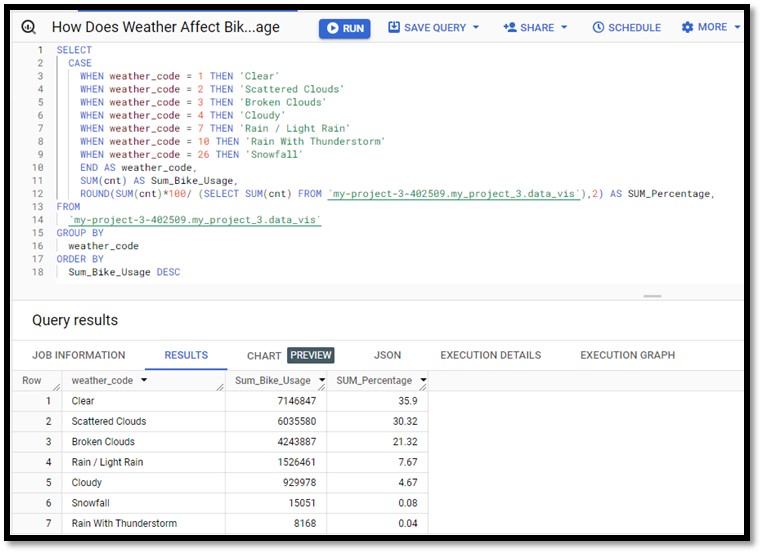 How Does Weather Affect Bik...age RUN SAVE QUERY SHARE SCHEDULE MORE
1 SELECT
2 CASE
3 WHEN weather_code = 1 THEN 'Clear'
4 WHEN weather_code = 2 THEN 'Scattered Clouds'
5 WHEN weather_code = 3 THEN 'Broken Clouds'
6 WHEN weather_code = 4 THEN 'Cloudy'
7 WHEN weather_code = 7 THEN 'Rain / Light Rain'
8 WHEN weather_code = 10 THEN 'Rain With Thunderstorm'
9 WHEN weather_code = 26 THEN 'Snowfall'
10 END AS weather_code,
11 SUM(cnt) AS Sum_Bike_Usage,
12 ROUND(SUM(cnt)*100/ (SELECT SUM(cnt) FROM `my-project-3-402509.my_project_3.data_vis`),2) AS SUM_Percentage,
13 FROM
14 `my-project-3-402509.my_project_3.data_vis`
15 GROUP BY
16 weather_code
17 ORDER BY
18 Sum_Bike_Usage DESC
Query results
JOB INFORMATION RESULTS CHART PREVIEW JSON EXECUTION DETAILS EXECUTION GRAPH
Row weather_code Sum_Bike_Usage SUM_Percentage
1 Clear 7146847 35.9
2 Scattered Clouds 6035580 30.32
3 Broken Clouds 4243887 21.32
4 Rain / Light Rain 1526461 7.67
5 Cloudy 929978 4.67
6 Snowfall 15051 0.08
7 Rain With Thunderstorm 8168 0.04